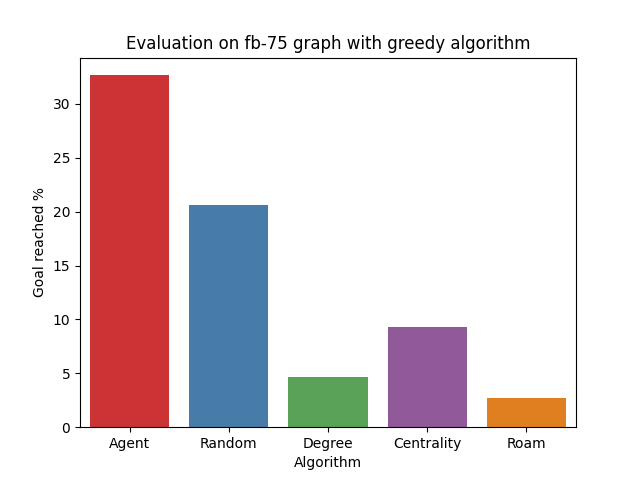 Evaluation on fb-75 graph with greedy algorithm
Goal reached %
30
25
20
15
10
5
0
Agent Random Degree Centrality Roam
Algorithm